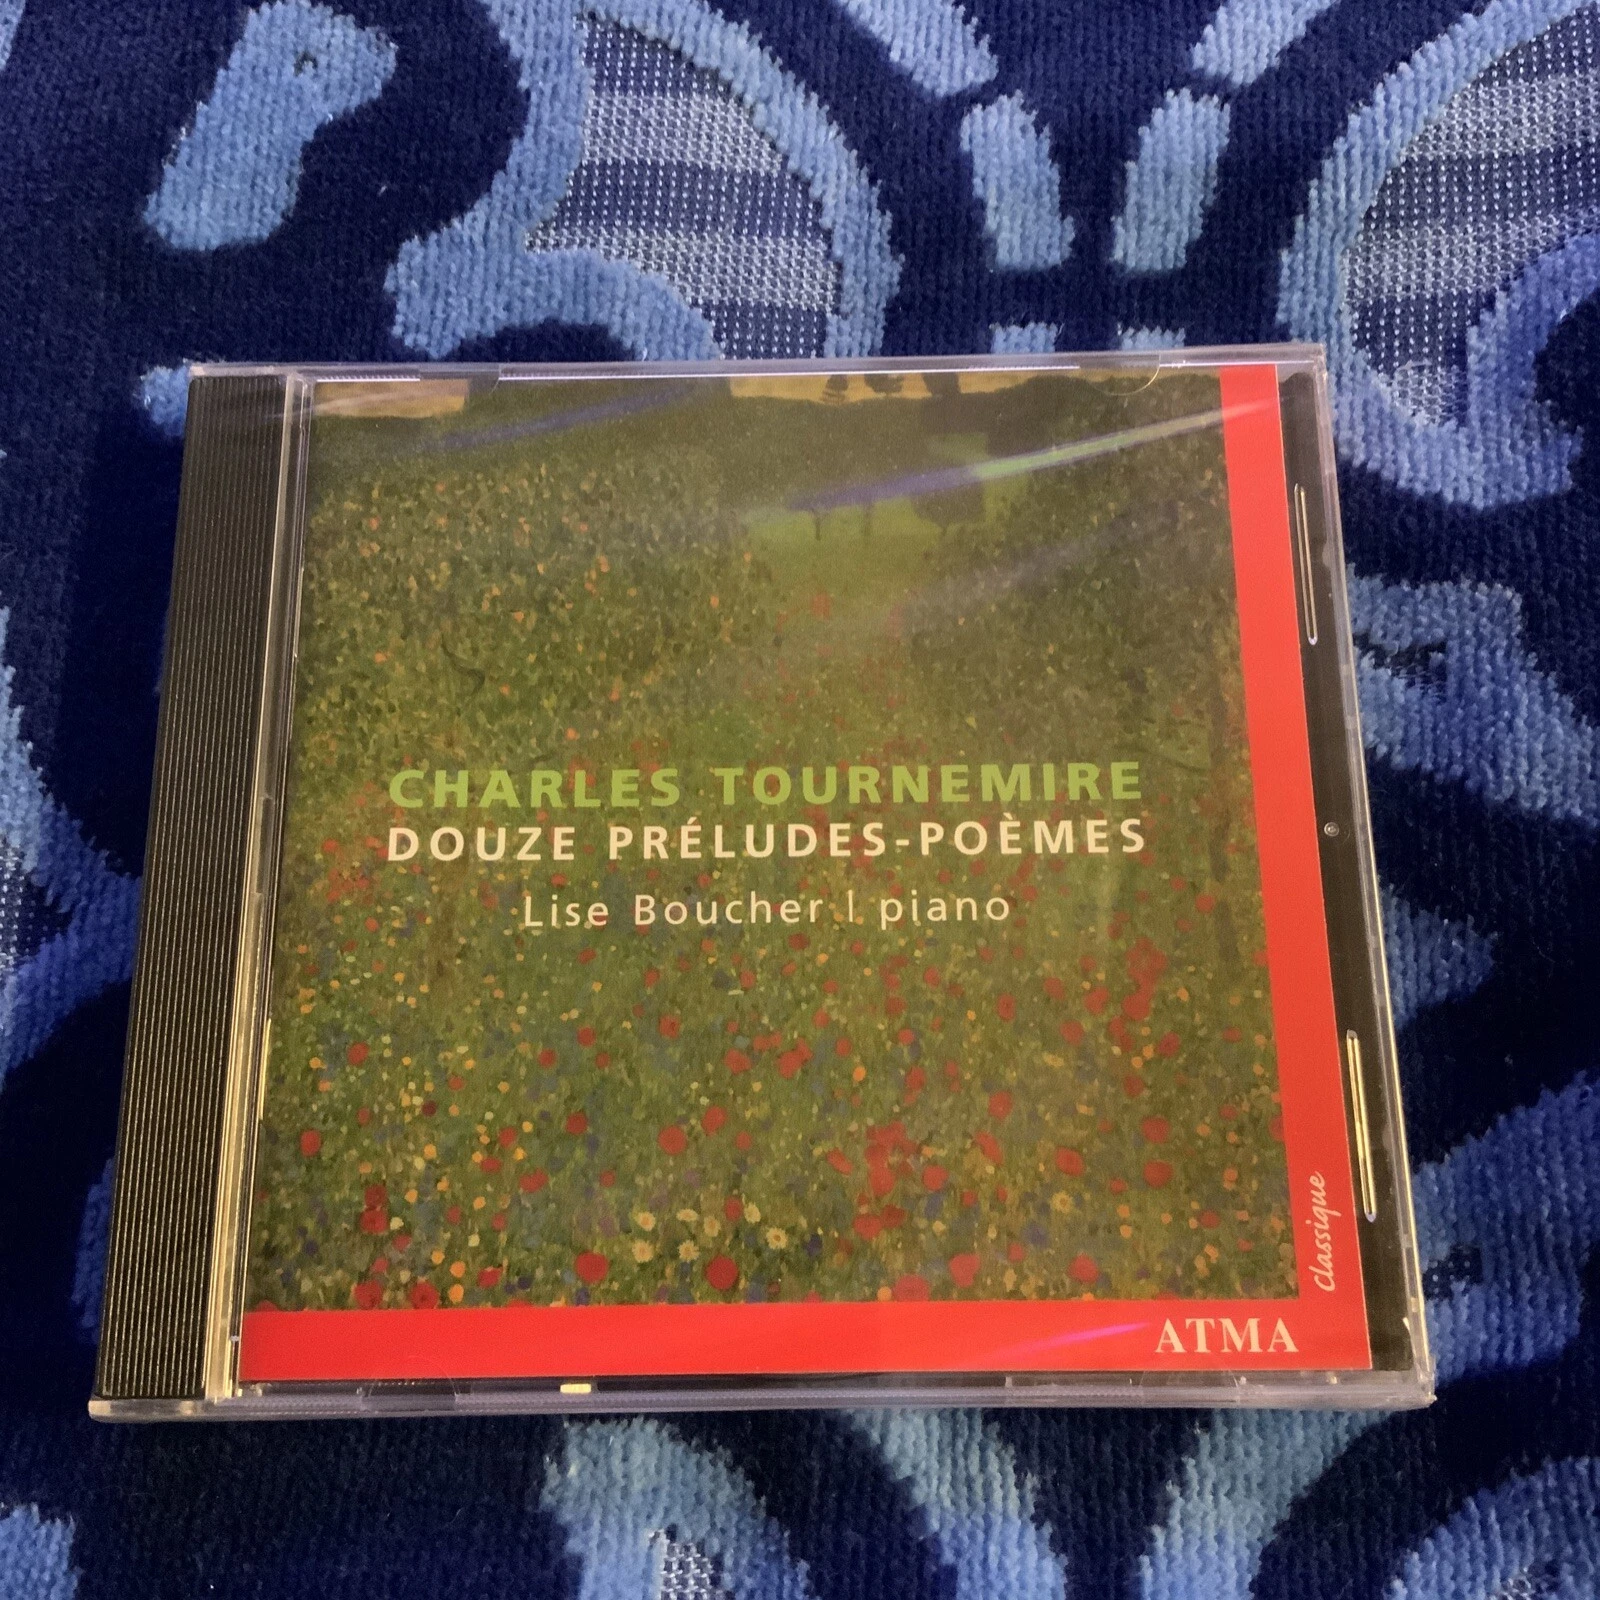 CHARLES TOURNEMIRE
DOUZE PRÉLUDES-POÈMES
Lise Boucher | piano
Classique
ATMA